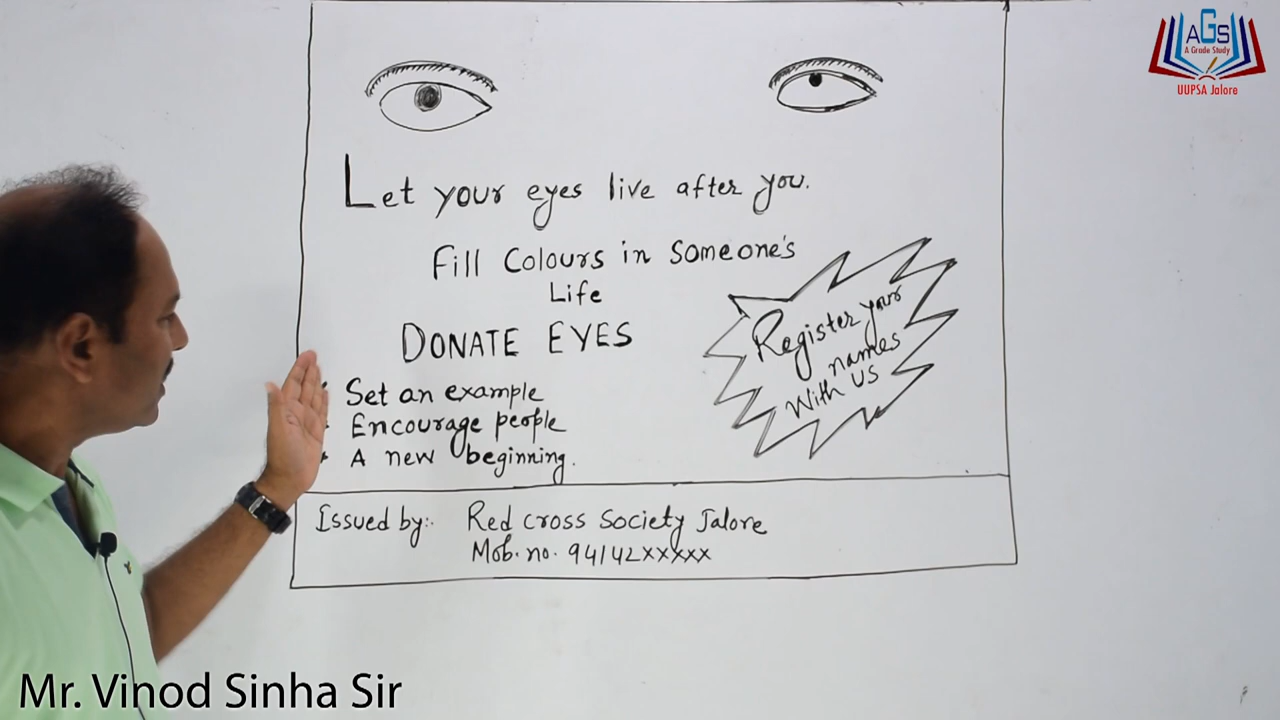 AGS
A Grade Study
UUPSA Jalore
Let your eyes live after you.
Fill Colours in Someone's
Life
DONATE EYES
Set an example
Encourage people
A new beginning.
Register your
names
With us
Issued by:-
Red cross Society Jalore
Mob. no. 94142xxxxx
Mr. Vinod Sinha Sir